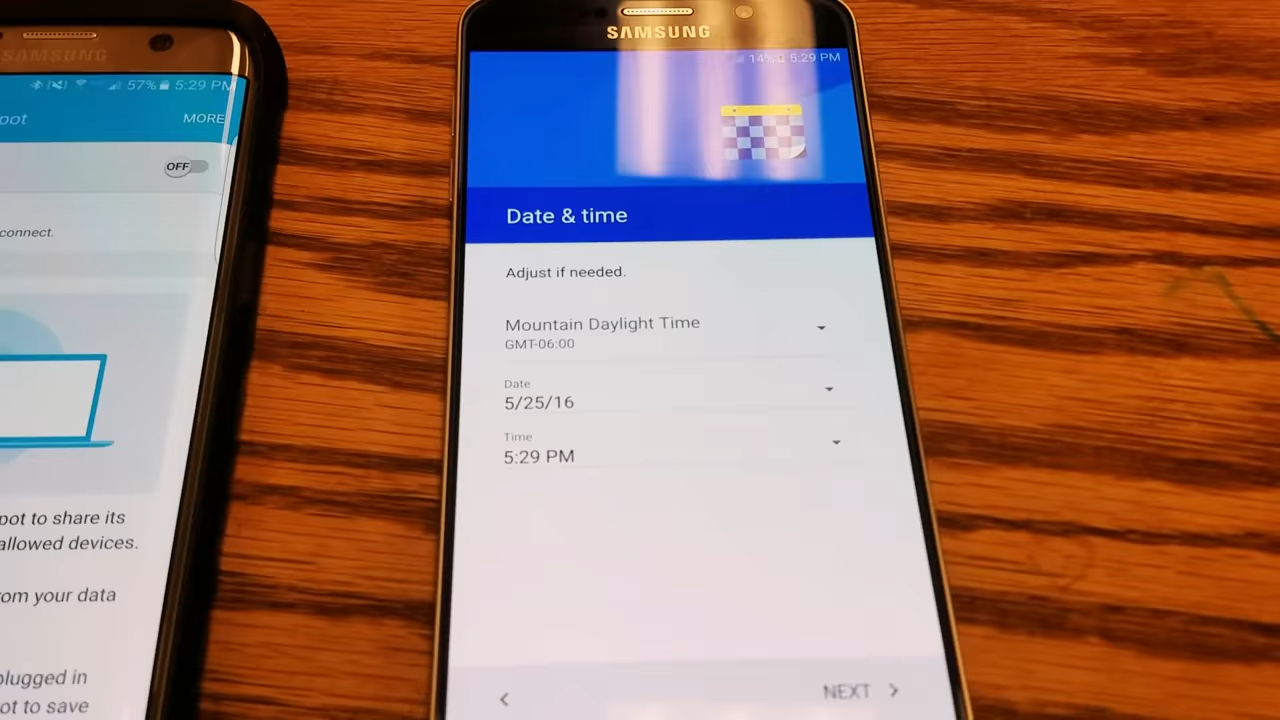 SAMSUNG
57% 5:29 PM
pot
MORE
OFF
connect.
pot to share its
allowed devices.
om your data
plugged in
ot to save
SAMSUNG
14% 5:29 PM
Date & time
Adjust if needed.
Mountain Daylight Time
GMT-06:00
Date
5/25/16
Time
5:29 PM
NEXT